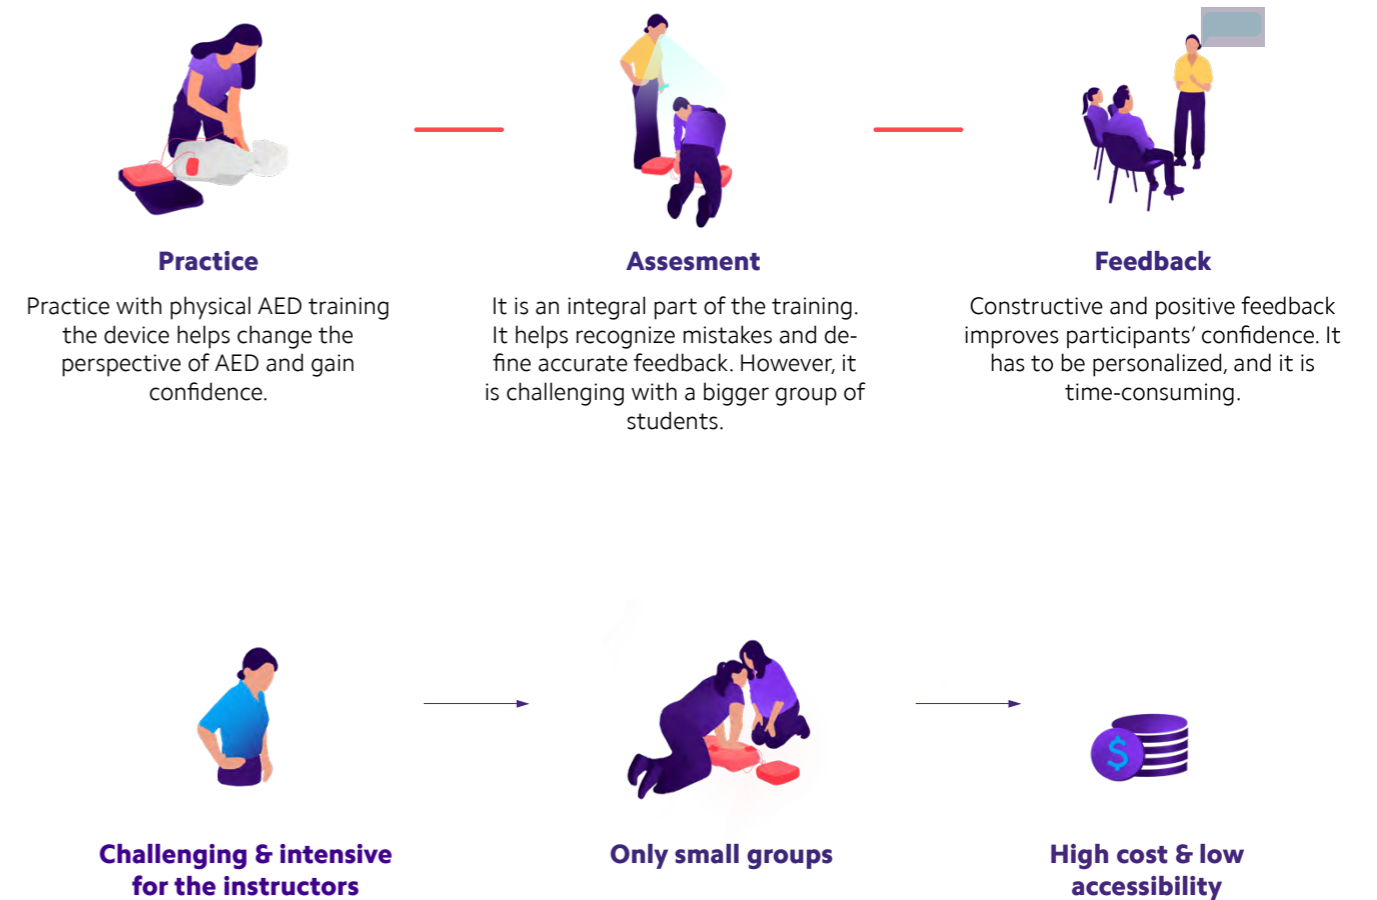 Practice
Practice with physical AED training
the device helps change the
perspective of AED and gain
confidence.
Assesment
It is an integral part of the training.
It helps recognize mistakes and de-
fine accurate feedback. However, it
is challenging with a bigger group of
students.
Feedback
Constructive and positive feedback
improves participants’ confidence. It
has to be personalized, and it is
time-consuming.
$
Challenging & intensive
for the instructors
Only small groups
High cost & low
accessibility